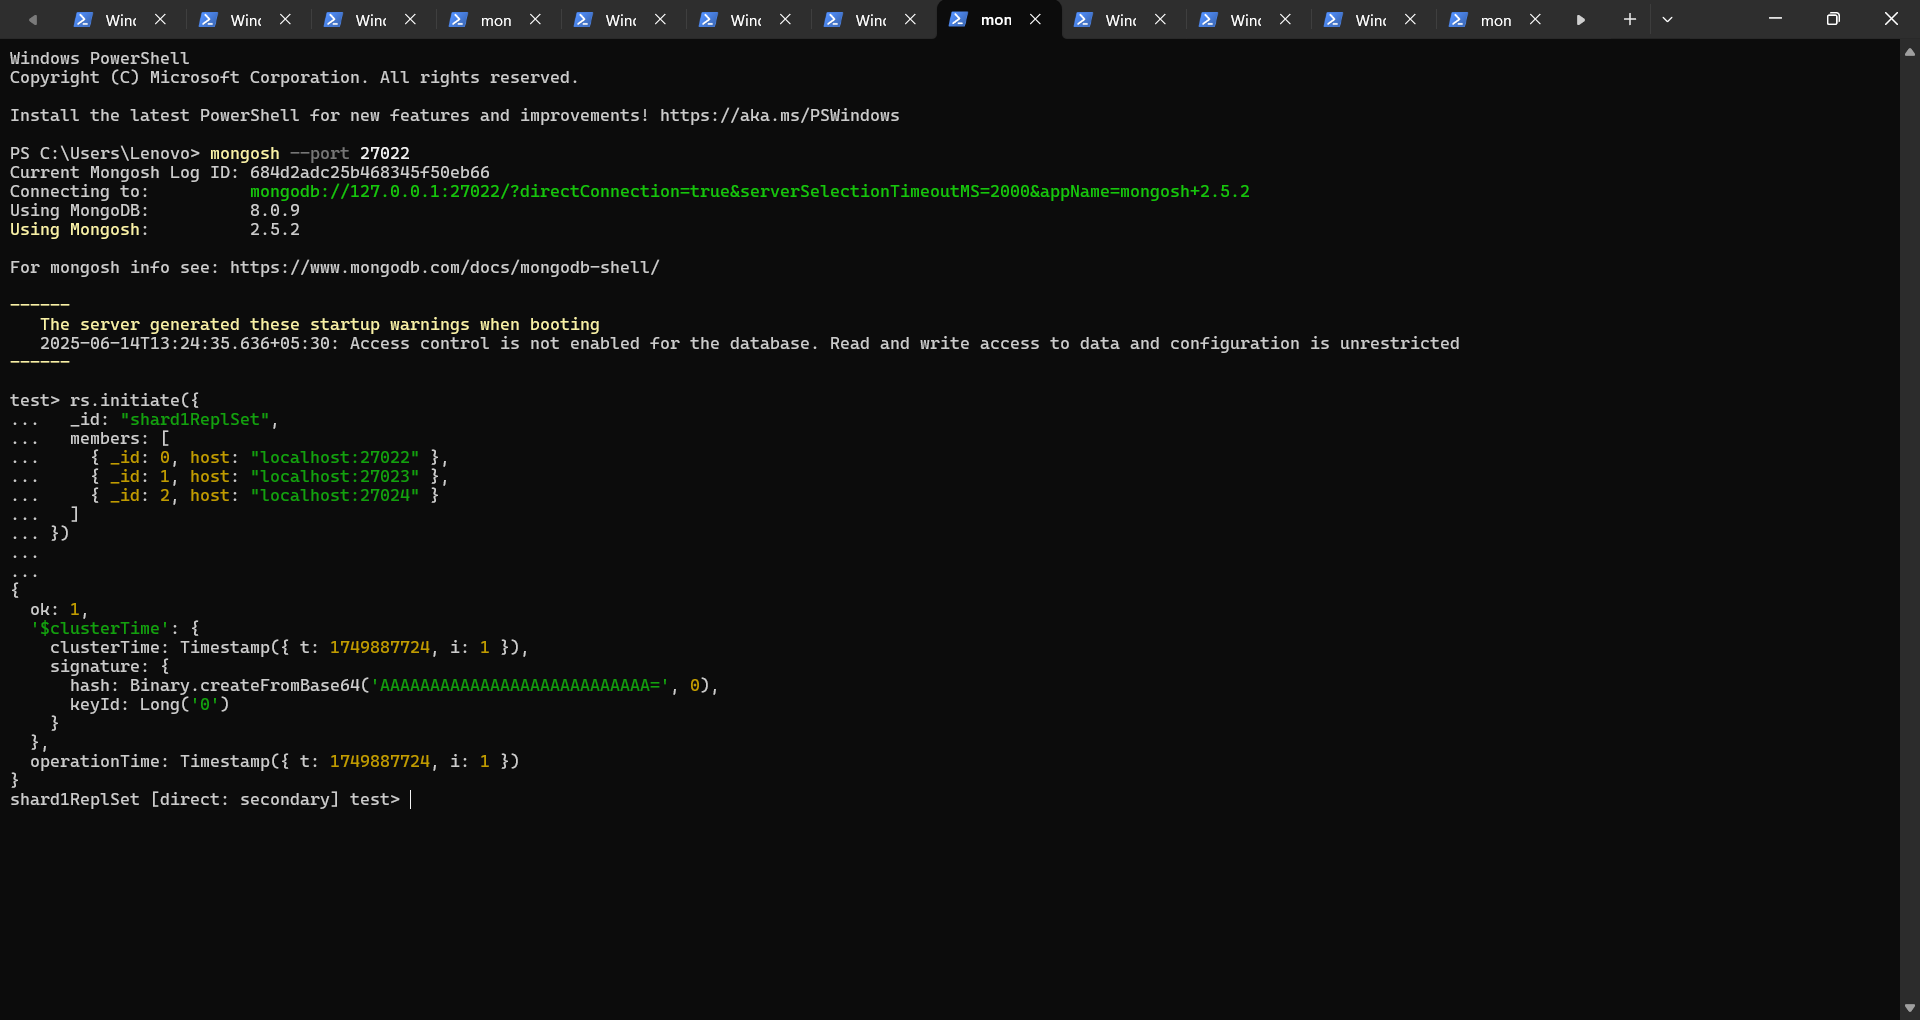 Winc Winc Winc mon Winc Winc Winc mon Winc Winc Winc mon
Windows PowerShell
Copyright (C) Microsoft Corporation. All rights reserved.
Install the latest PowerShell for new features and improvements! https://aka.ms/PSWindows
PS C:\Users\Lenovo> mongosh --port 27022
Current Mongosh Log ID: 684d2adc25b468345f50eb66
Connecting to:          mongodb://127.0.0.1:27022/?directConnection=true&serverSelectionTimeoutMS=2000&appName=mongosh+2.5.2
Using MongoDB:          8.0.9
Using Mongosh:          2.5.2
For mongosh info see: https://www.mongodb.com/docs/mongodb-shell/
------
   The server generated these startup warnings when booting
   2025-06-14T13:24:35.636+05:30: Access control is not enabled for the database. Read and write access to data and configuration is unrestricted
------
test> rs.initiate({
...   _id: "shard1ReplSet",
...   members: [
...     { _id: 0, host: "localhost:27022" },
...     { _id: 1, host: "localhost:27023" },
...     { _id: 2, host: "localhost:27024" }
...   ]
... })
...
...
{
  ok: 1,
  '$clusterTime': {
    clusterTime: Timestamp({ t: 1749887724, i: 1 }),
    signature: {
      hash: Binary.createFromBase64('AAAAAAAAAAAAAAAAAAAAAAAAAAA=', 0),
      keyId: Long('0')
    }
  },
  operationTime: Timestamp({ t: 1749887724, i: 1 })
}
shard1ReplSet [direct: secondary] test>